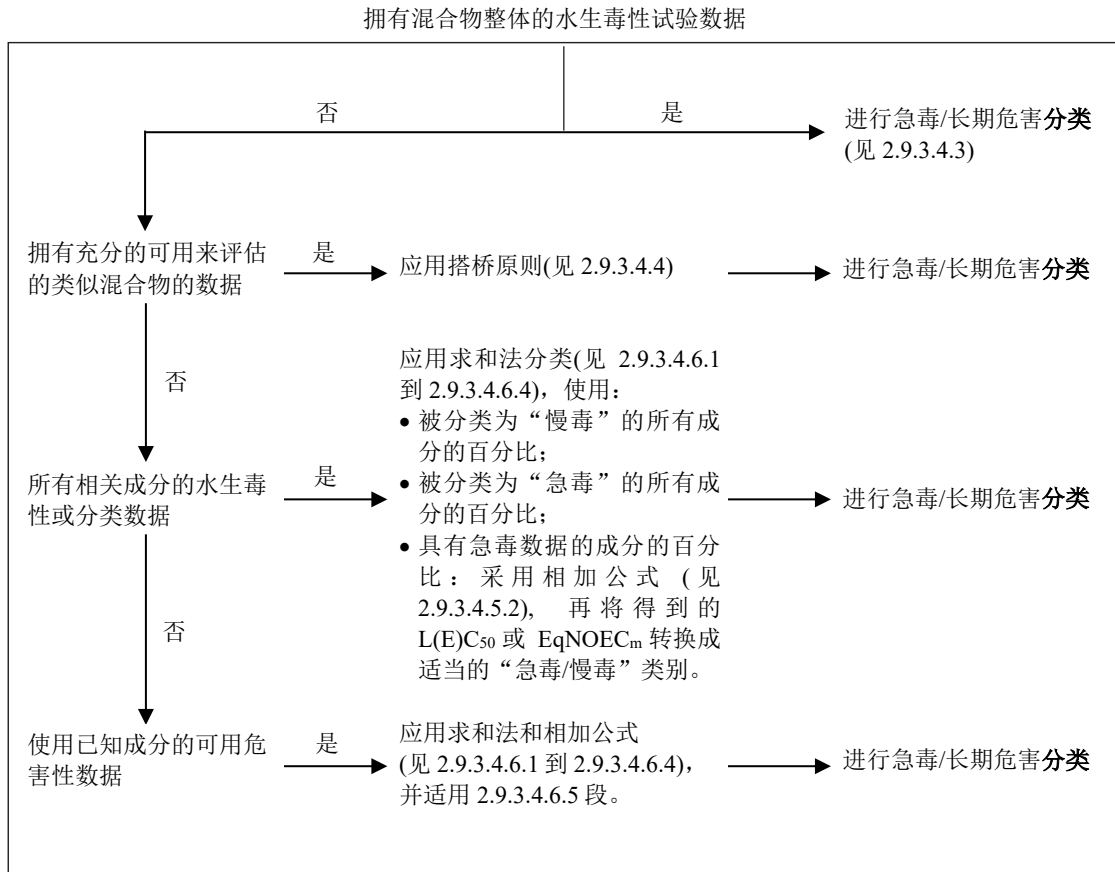 拥有混合物整体的水生毒性试验数据
否
是
进行急毒/长期危害分类
(见 2.9.3.4.3)
拥有充分的可用来评估
的类似混合物的数据
是
应用搭桥原则(见 2.9.3.4.4)
进行急毒/长期危害分类
否
应用求和法分类(见 2.9.3.4.6.1
到 2.9.3.4.6.4)，使用：
• 被分类为“慢毒”的所有成
分的百分比；
• 被分类为“急毒”的所有成
分的百分比；
• 具有急毒数据的成分的百分
比：采用相加公式 (见
2.9.3.4.5.2), 再将得到的
L(E)C₅₀ 或 EqNOECₘ 转换成
适当的“急毒/慢毒”类别。
所有相关成分的水生毒
性或分类数据
是
进行急毒/长期危害分类
否
使用已知成分的可用危
害性数据
是
应用求和法和相加公式
(见 2.9.3.4.6.1 到 2.9.3.4.6.4)，
并适用 2.9.3.4.6.5 段。
进行急毒/长期危害分类